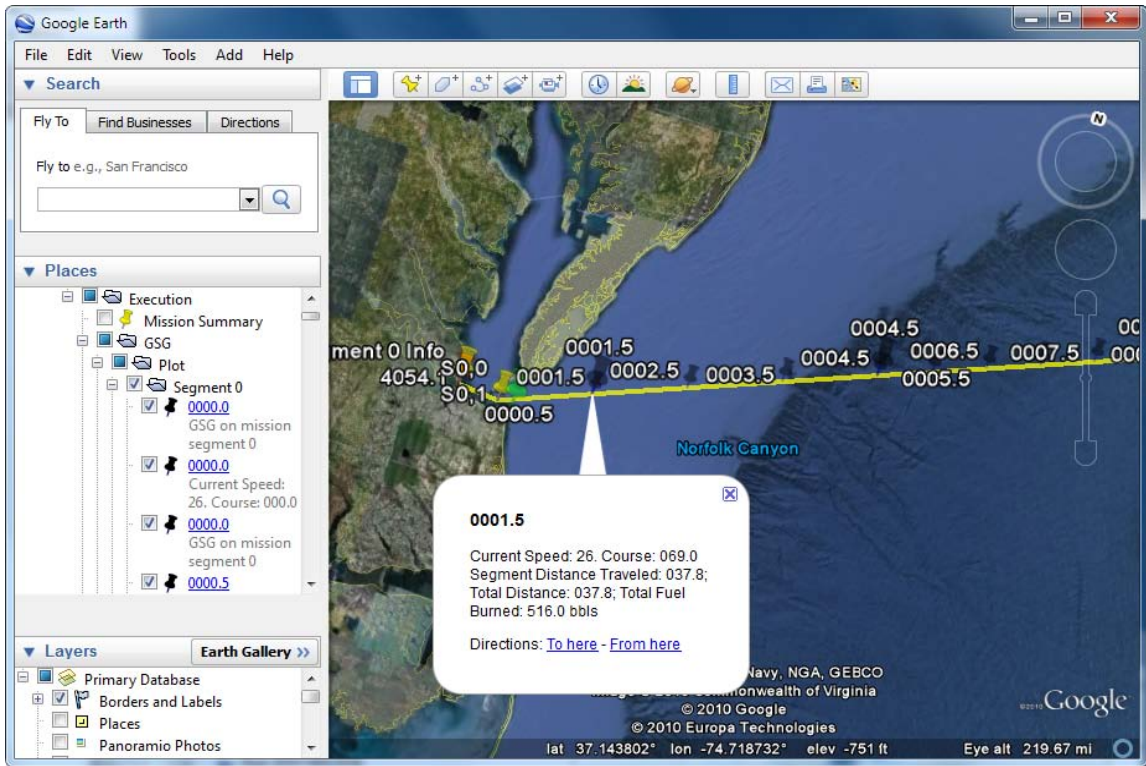 Google Earth
File Edit View Tools Add Help
Search
Fly To Find Businesses Directions
Fly to e.g., San Francisco
Places
Execution
Mission Summary
GSG
Plot
Segment 0
0000.0
GSG on mission
segment 0
0000.0
Current Speed:
26. Course: 000.0
0000.0
GSG on mission
segment 0
0000.5
Layers
Earth Gallery >>
Primary Database
Borders and Labels
Places
Panoramio Photos
N
ment 0 Info
4054.
S0,0
S0,1
0000.5
0001.5
0001.5
0002.5
0003.5
0004.5
0004.5
0005.5
0006.5
0007.5
Norfolk Canyon
0001.5
Current Speed: 26. Course: 069.0
Segment Distance Traveled: 037.8;
Total Distance: 037.8; Total Fuel
Burned: 516.0 bbls
Directions: To here - From here
Navy, NGA, GEBCO
Commonwealth of Virginia
© 2010 Google
© 2010 Europa Technologies
©2010 Google
lat 37.143802° lon -74.718732° elev -751 ft Eye alt 219.67 mi